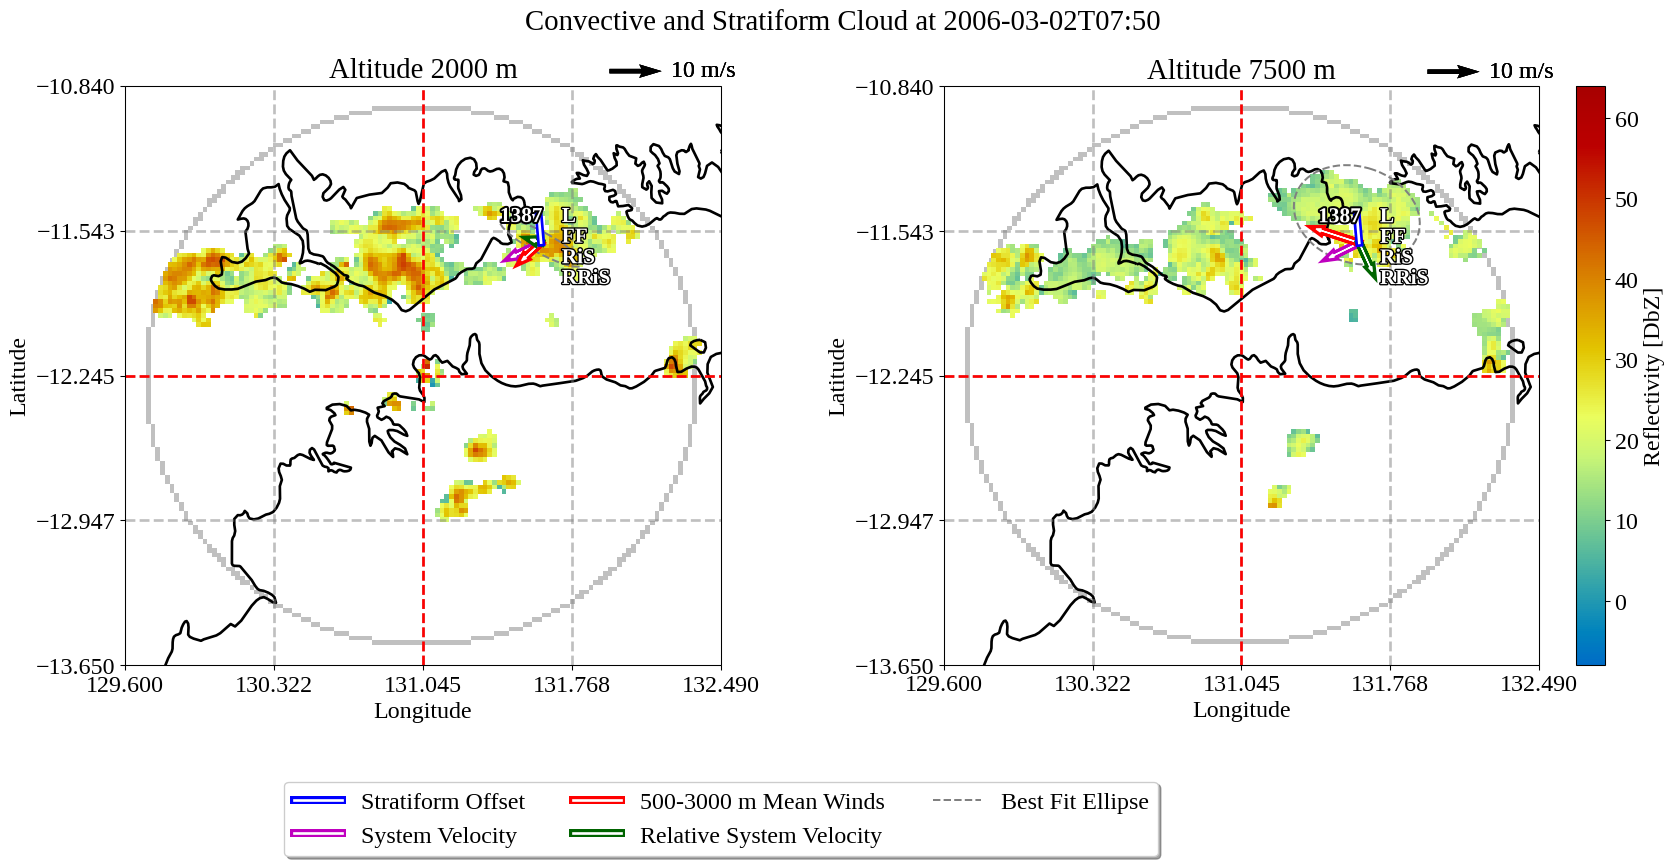 Convective and Stratiform Cloud at 2006-03-02T07:50
Altitude 2000 m
10 m/s
−10.840
−11.543
−12.245
−12.947
−13.650
129.600
130.322
131.045
131.768
132.490
Longitude
Latitude
1387
L
FF
RiS
RRiS
Altitude 7500 m
10 m/s
−10.840
−11.543
−12.245
−12.947
−13.650
129.600
130.322
131.045
131.768
132.490
Longitude
Latitude
1387
L
FF
RiS
RRiS
60
50
40
30
20
10
0
Reflectivity [DbZ]
Stratiform Offset
System Velocity
500-3000 m Mean Winds
Relative System Velocity
Best Fit Ellipse